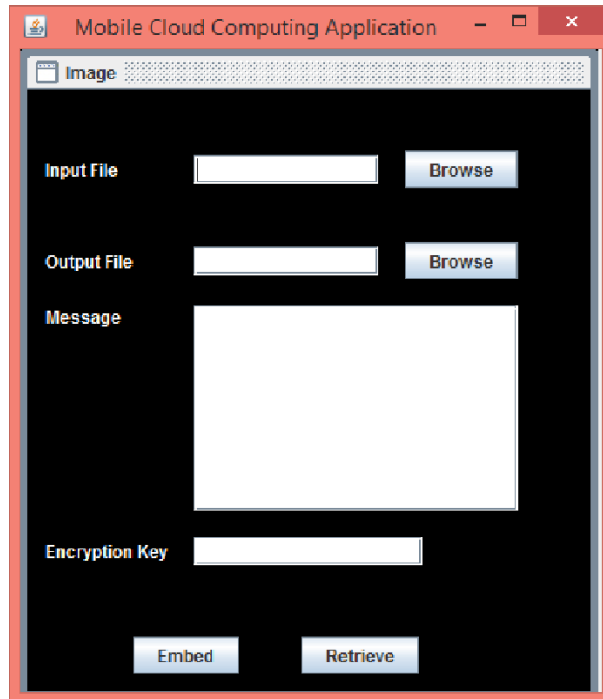 Mobile Cloud Computing Application
Image
Input File Browse
Output File Browse
Message
Encryption Key
Embed Retrieve